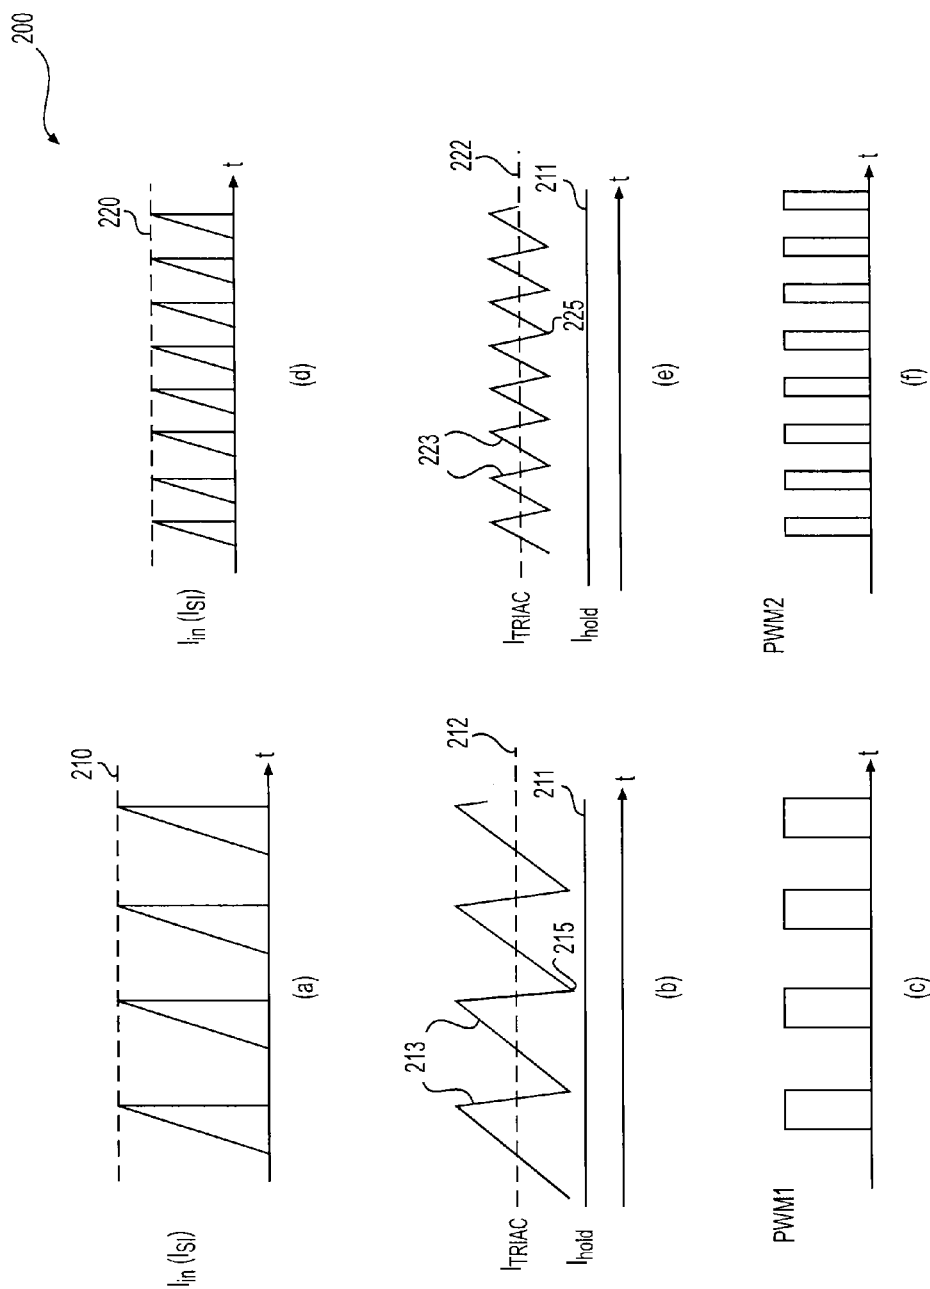 200
I_in (I_SI)
210
t
(a)
I_TRIAC
I_hold
213
215
212
211
t
(b)
PWM1
t
(c)
I_in (I_SI)
220
t
(d)
I_TRIAC
I_hold
223
225
222
211
t
(e)
PWM2
t
(f)